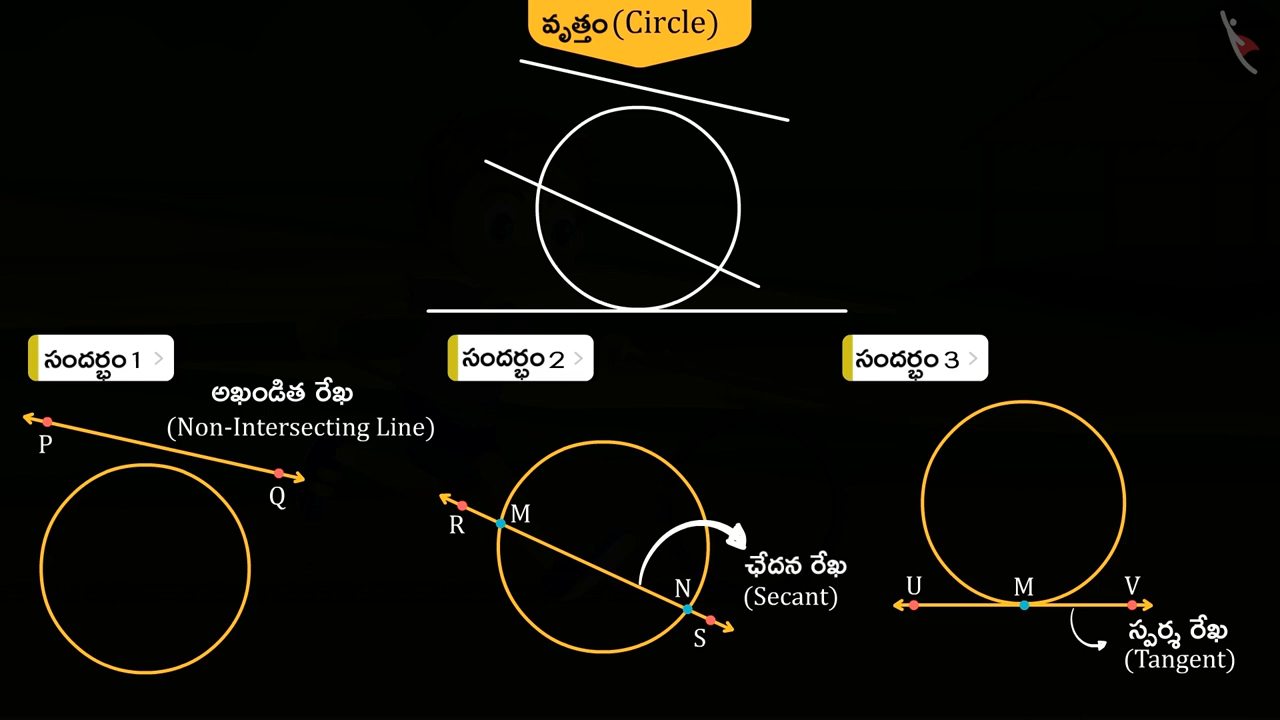 వృత్తం (Circle)
సందర్భం 1
సందర్భం 2
సందర్భం 3
అఖండిత రేఖ
(Non-Intersecting Line)
P
Q
R
M
N
S
ఛేదన రేఖ
(Secant)
U
M
V
స్పర్శ రేఖ
(Tangent)